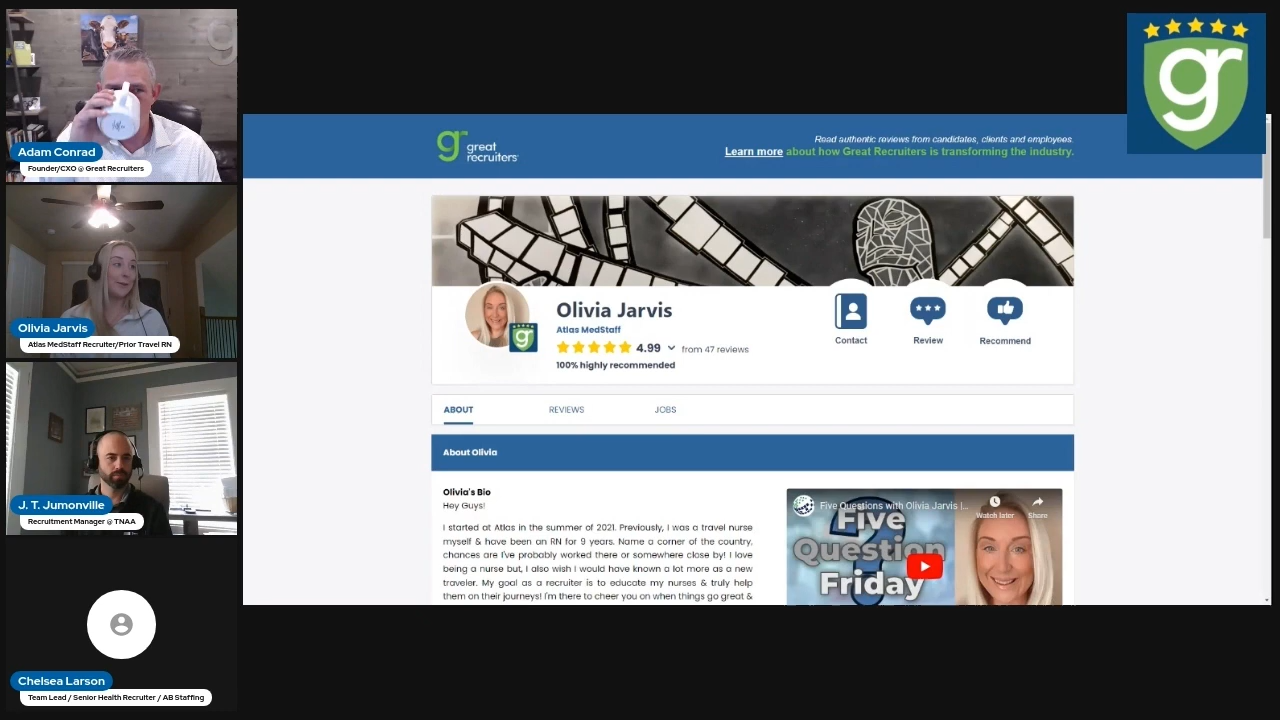 Adam Conrad
Founder/CXO @ Great Recruiters
Olivia Jarvis
Atlas MedStaff Recruiter/Prior Travel RN
J. T. Jumonville
Recruitment Manager @ TNAA
Chelsea Larson
Team Lead / Senior Health Recruiter / AB Staffing
gr
gr great
recruiters
Read authentic reviews from candidates, clients and employees.
Learn more about how Great Recruiters is transforming the industry.
Olivia Jarvis
Atlas MedStaff
4.99 from 47 reviews
100% highly recommended
Contact
Review
Recommend
ABOUT
REVIEWS
JOBS
About Olivia
Olivia's Bio
Hey Guys!
I started at Atlas in the summer of 2021. Previously, I was a travel nurse
myself & have been an RN for 9 years. Name a corner of the country,
chances are I've probably worked there or somewhere close by! I love
being a nurse but, I also wish I would have known a lot more as a new
traveler. My goal as a recruiter is to educate my nurses & truly help
them on their journeys! I'm there to cheer you on when things go great &
Five Questions with Olivia Jarvis |...
Watch later
Share
Five
Question
Friday